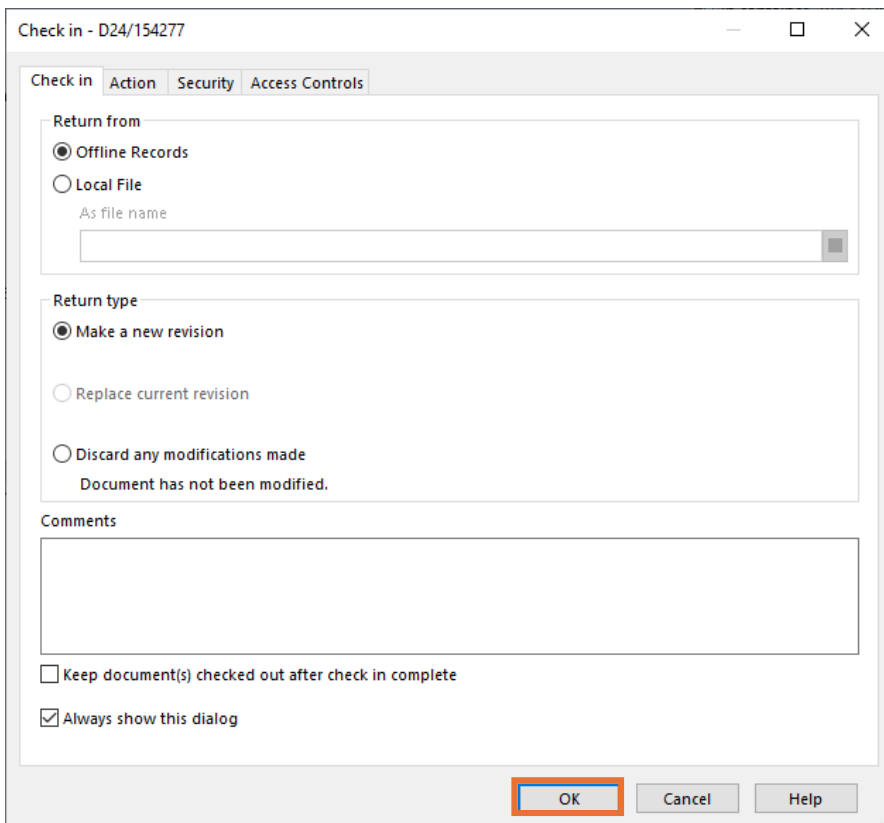 Check in - D24/154277
Check in Action Security Access Controls
Return from
Offline Records
Local File
As file name
Return type
Make a new revision
Replace current revision
Discard any modifications made
Document has not been modified.
Comments
Keep document(s) checked out after check in complete
Always show this dialog
OK Cancel Help